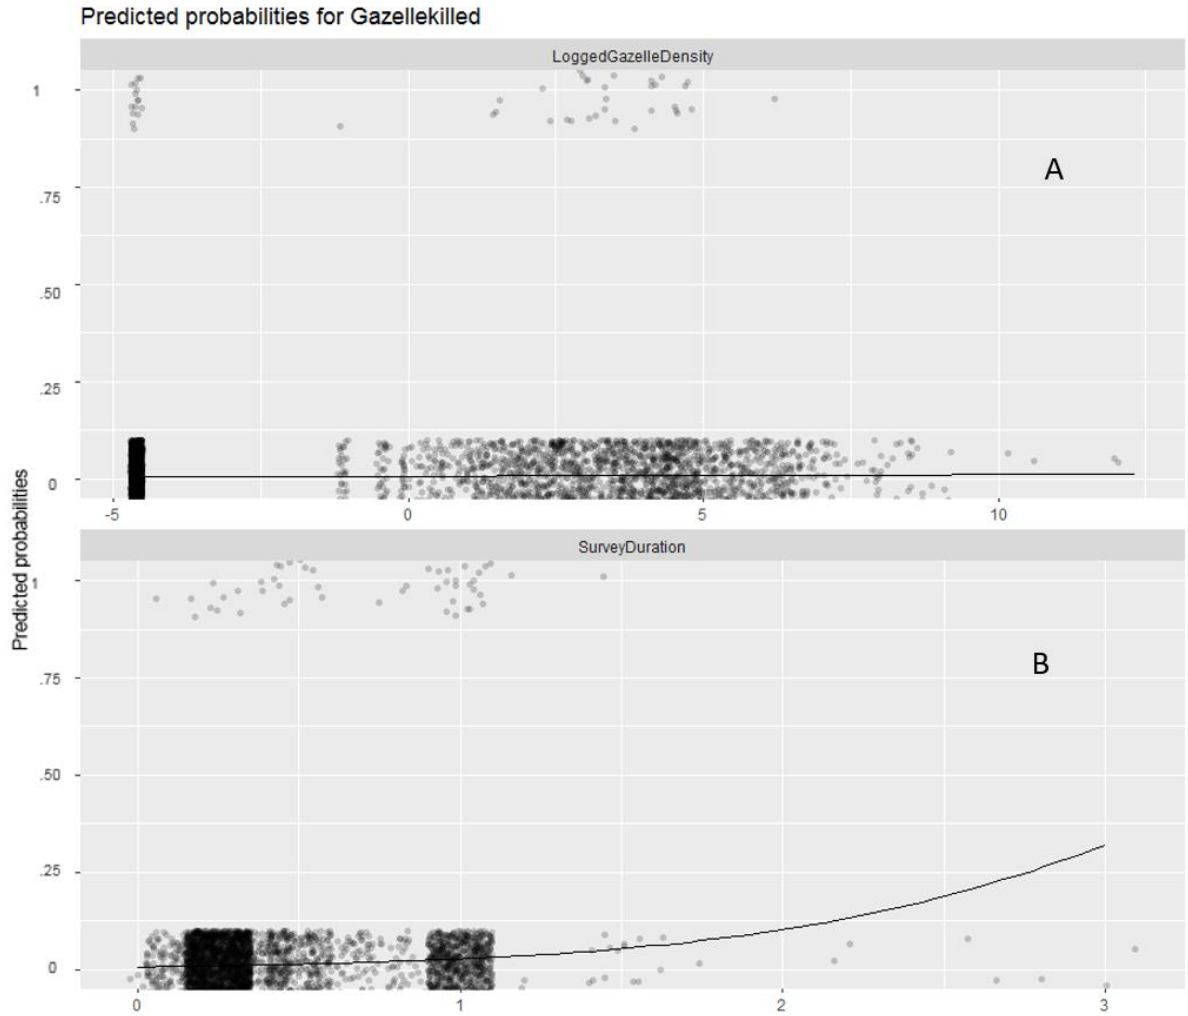 Predicted probabilities for Gazellekilled
LoggedGazelleDensity
1
A
.75
.50
.25
0
-5 0 5 10
SurveyDuration
Predicted probabilities
1
B
.75
.50
.25
0
0 1 2 3